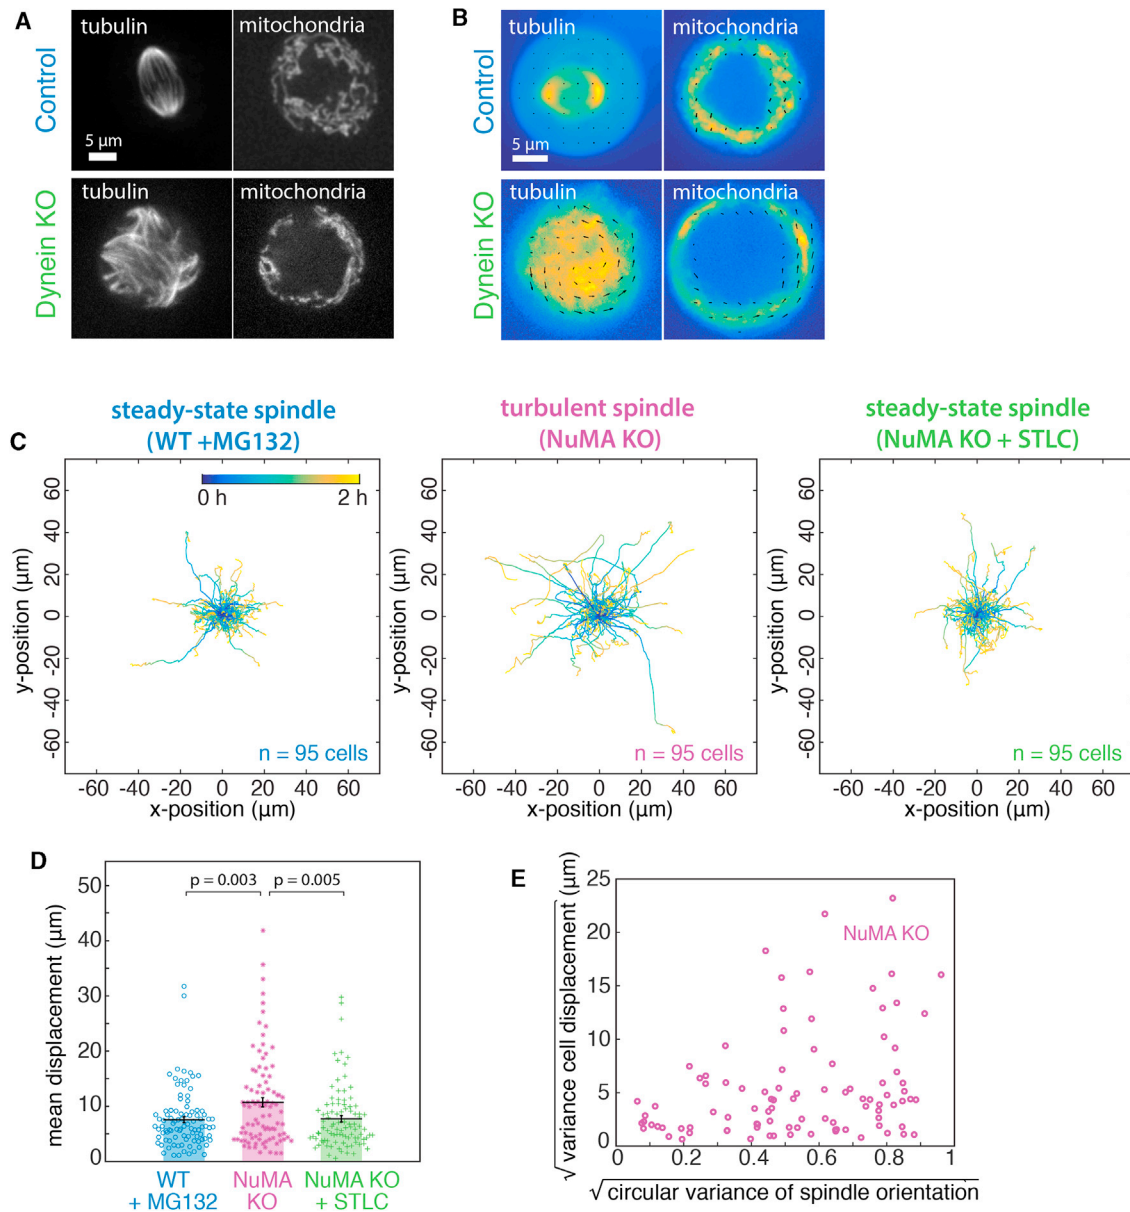 A
B
tubulin
mitochondria
tubulin
mitochondria
Control
Control
5 µm
5 µm
tubulin
mitochondria
tubulin
mitochondria
Dynein KO
Dynein KO
C
steady-state spindle
(WT +MG132)
turbulent spindle
(NuMA KO)
steady-state spindle
(NuMA KO + STLC)
0 h
2 h
60
40
20
0
-20
-40
-60
y-position (µm)
n = 95 cells
-60 -40 -20 0 20 40 60
x-position (µm)
60
40
20
0
-20
-40
-60
y-position (µm)
n = 95 cells
-60 -40 -20 0 20 40 60
x-position (µm)
60
40
20
0
-20
-40
-60
y-position (µm)
n = 95 cells
-60 -40 -20 0 20 40 60
x-position (µm)
D
mean displacement (µm)
50
40
30
20
10
0
p = 0.003
p = 0.005
WT
+ MG132
NuMA
KO
NuMA KO
+ STLC
E
√variance cell displacement (µm)
25
20
15
10
5
0
NuMA KO
0 0.2 0.4 0.6 0.8 1
√circular variance of spindle orientation